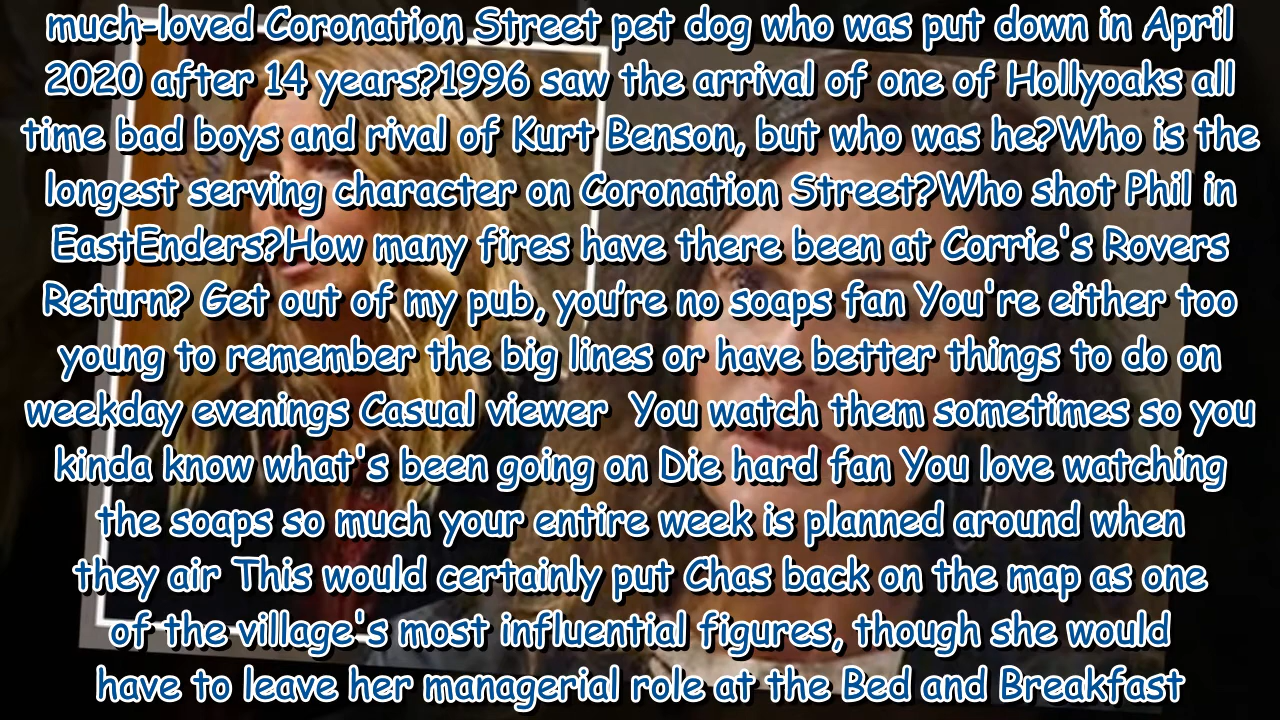 much-loved Coronation Street pet dog who was put down in April
2020 after 14 years?1996 saw the arrival of one of Hollyoaks all
time bad boys and rival of Kurt Benson, but who was he?Who is the
longest serving character on Coronation Street?Who shot Phil in
EastEnders?How many fires have there been at Corrie's Rovers
Return? Get out of my pub, you’re no soaps fan You're either too
young to remember the big lines or have better things to do on
weekday evenings Casual viewer  You watch them sometimes so you
kinda know what's been going on Die hard fan You love watching
the soaps so much your entire week is planned around when
they air This would certainly put Chas back on the map as one
of the village's most influential figures, though she would
have to leave her managerial role at the Bed and Breakfast